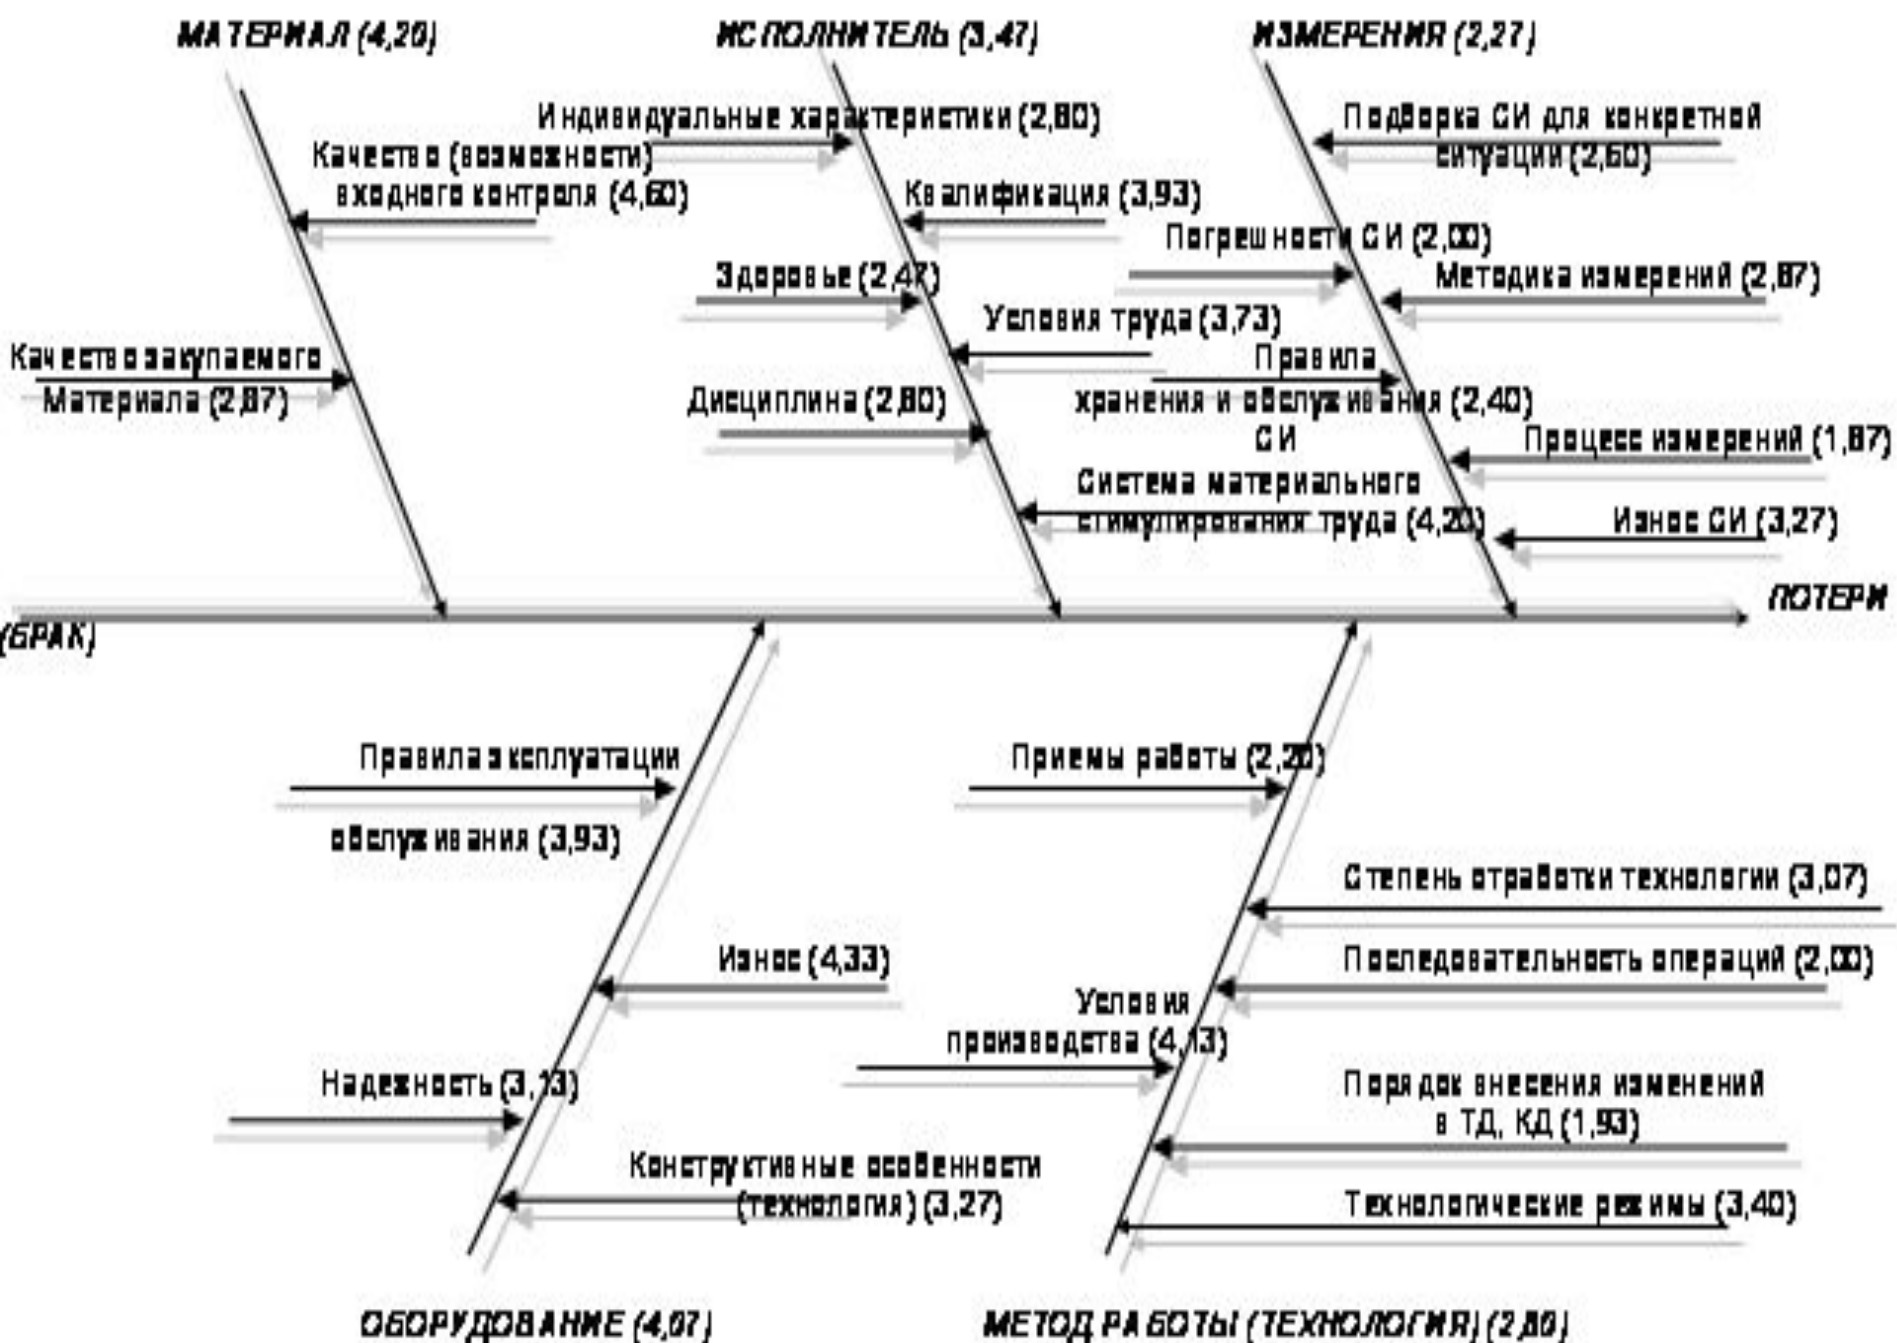 МАТЕРИАЛ (4,20)
ИСПОЛНИТЕЛЬ (3,47)
ИЗМЕРЕНИЯ (2,27)
Качество (возможности)
входного контроля (4,60)
Качество закупаемого
Материала (2,87)
Индивидуальные характеристики (2,80)
Квалификация (3,93)
Здоровье (2,47)
Условия труда (3,73)
Дисциплина (2,80)
Система материального
стимулирования труда (4,20)
Подборка СИ для конкретной
ситуации (2,60)
Погрешности СИ (2,00)
Методика измерений (2,87)
Правила
хранения и обслуживания (2,40)
СИ
Процесс измерений (1,87)
Износ СИ (3,27)
ПОТЕРИ
(БРАК)
Правила эксплуатации
обслуживания (3,93)
Износ (4,33)
Надежность (3,13)
Конструктивные особенности
(технология) (3,27)
Приемы работы (2,20)
Степень отработки технологии (3,07)
Последовательность операций (2,00)
Условия
производства (4,13)
Порядок внесения изменений
в ТД, КД (1,93)
Технологические режимы (3,40)
ОБОРУДОВАНИЕ (4,07)
МЕТОД РАБОТЫ (ТЕХНОЛОГИЯ) (2,80)